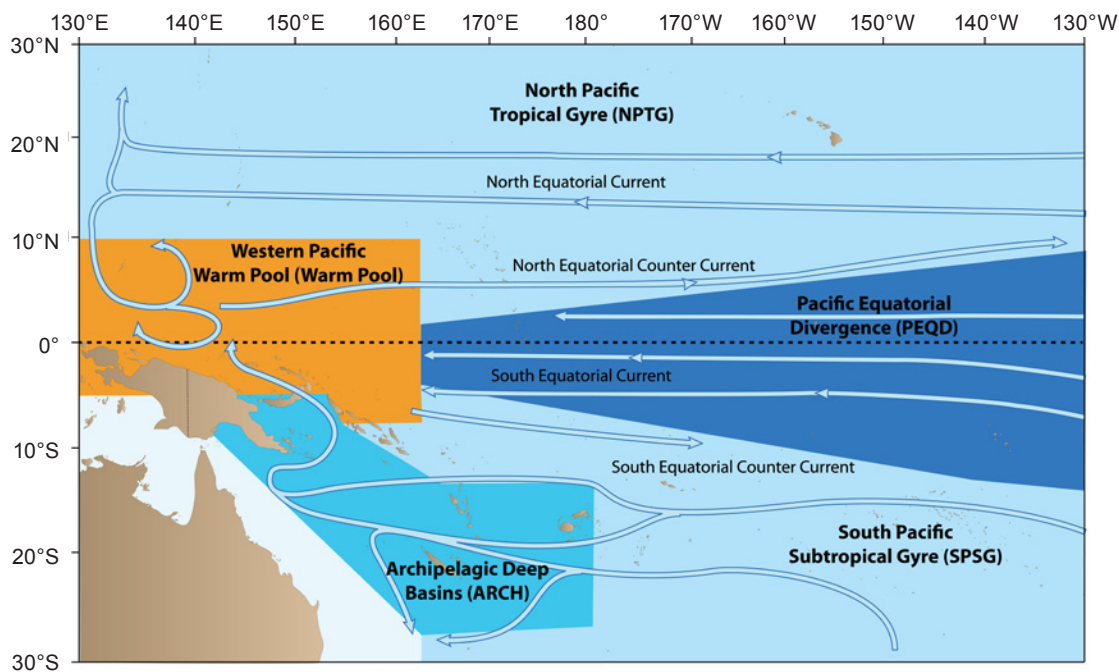 130°E 140°E 150°E 160°E 170°E 180° 170°W 160°W 150°W 140°W 130°W
30°N
North Pacific
Tropical Gyre (NPTG)
20°N
North Equatorial Current
10°N
Western Pacific
Warm Pool (Warm Pool)
North Equatorial Counter Current
Pacific Equatorial
Divergence (PEQD)
0°
South Equatorial Current
10°S
South Equatorial Counter Current
South Pacific
Subtropical Gyre (SPSG)
20°S
Archipelagic Deep
Basins (ARCH)
30°S